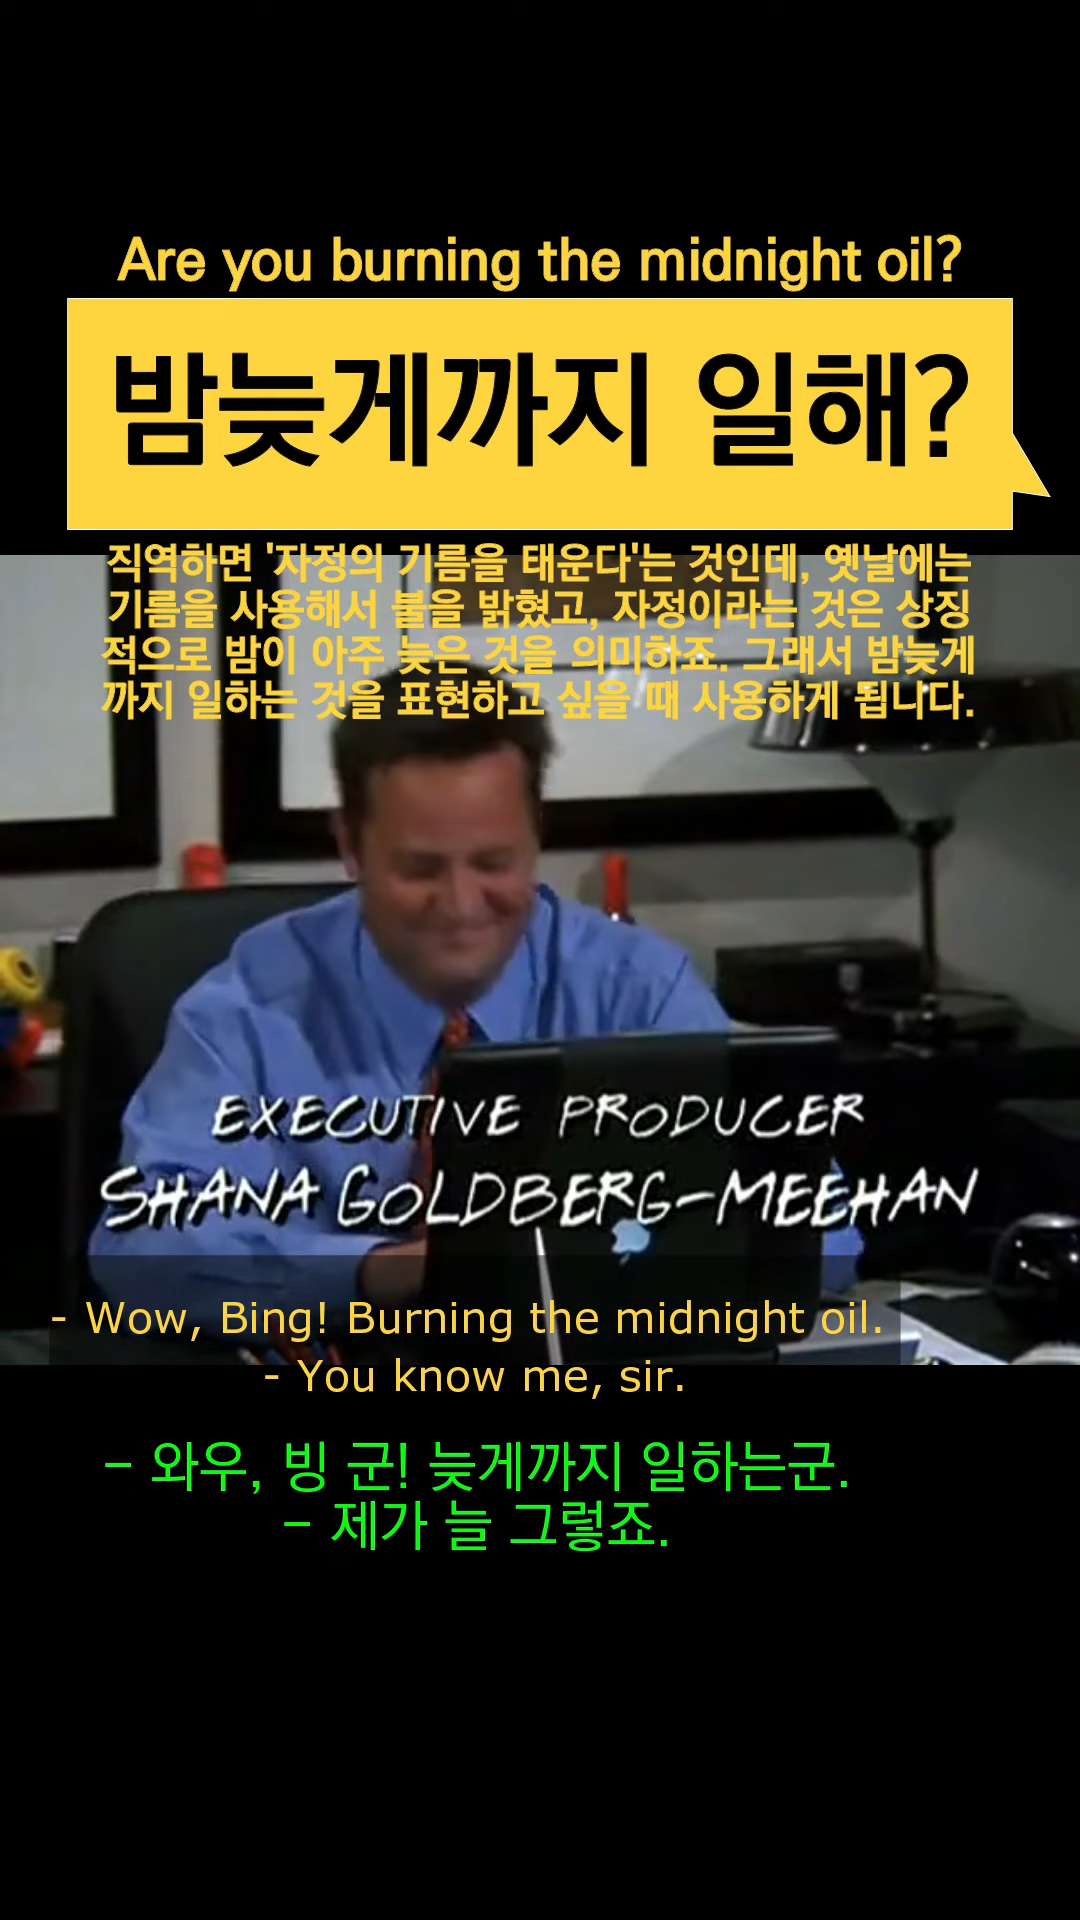 Are you burning the midnight oil?
밤늦게까지 일해?
직역하면 '자정의 기름을 태운다'는 것인데, 옛날에는
기름을 사용해서 불을 밝혔고, 자정이라는 것은 상징
적으로 밤이 아주 늦은 것을 의미하죠. 그래서 밤늦게
까지 일하는 것을 표현하고 싶을 때 사용하게 됩니다.
EXECUTIVE PRODUCER
SHANA GOLDBERG-MEEHAN
- Wow, Bing! Burning the midnight oil.
- You know me, sir.
- 와우, 빙 군! 늦게까지 일하는군.
- 제가 늘 그렇죠.